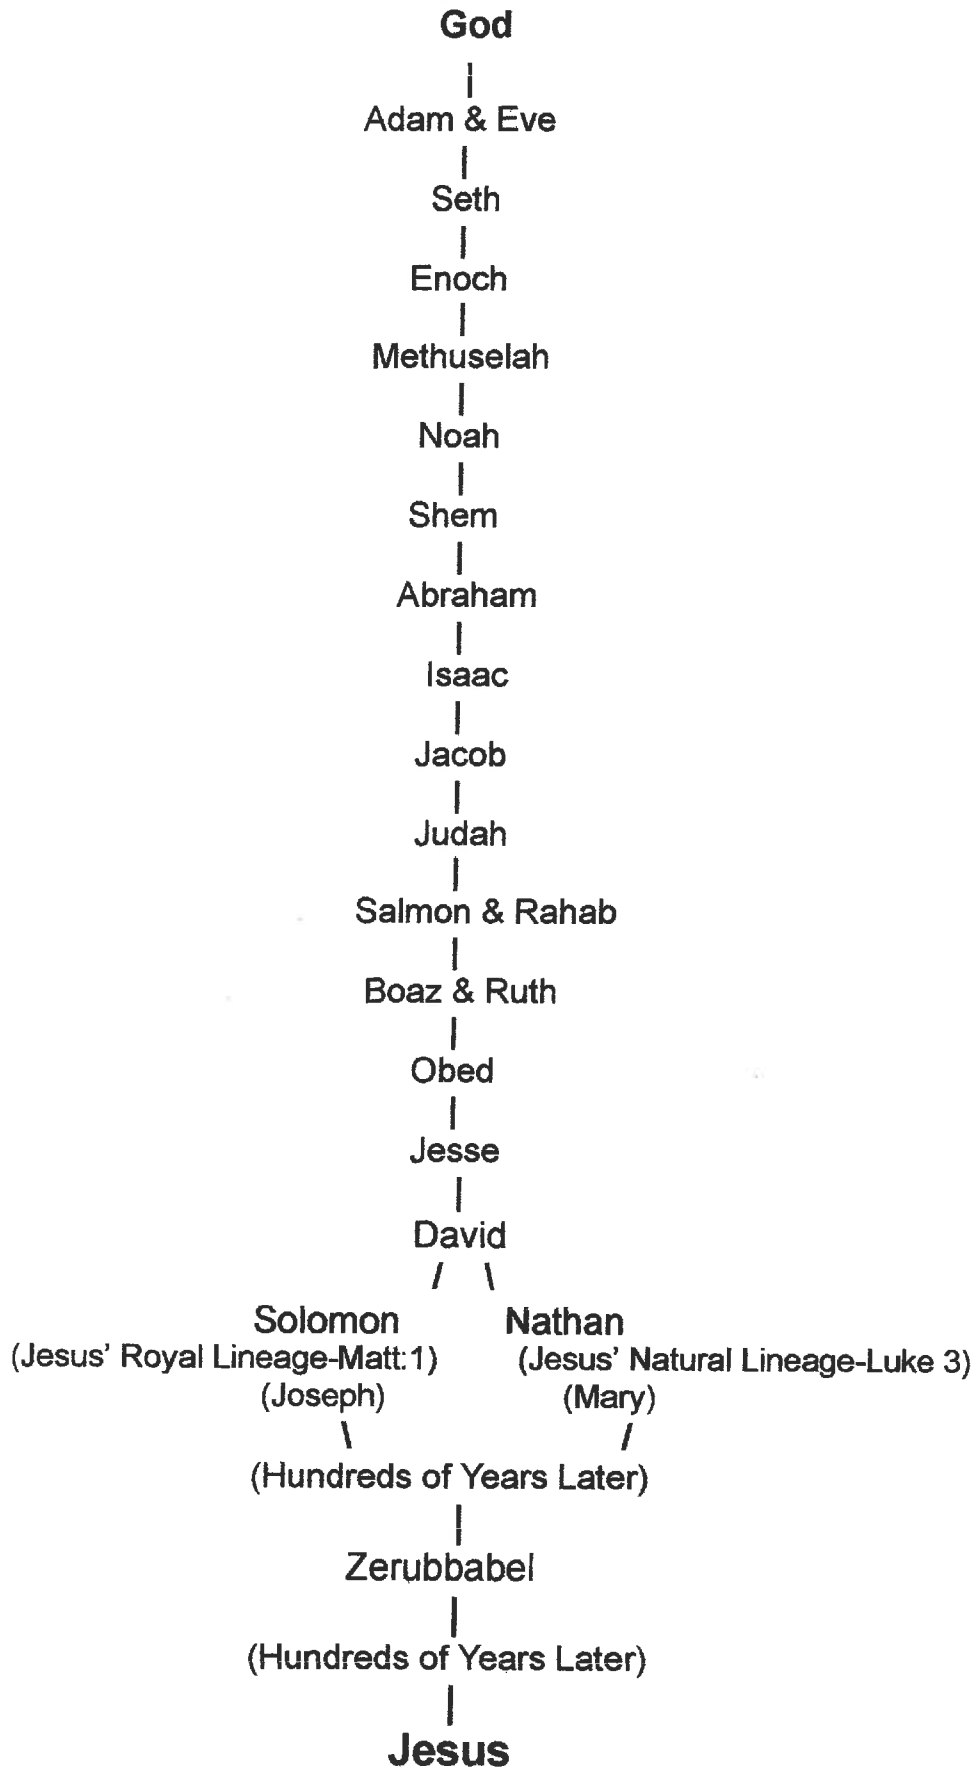 God
Adam & Eve
Seth
Enoch
Methuselah
Noah
Shem
Abraham
Isaac
Jacob
Judah
Salmon & Rahab
Boaz & Ruth
Obed
Jesse
David
Solomon Nathan
(Jesus' Royal Lineage-Matt:1) (Jesus' Natural Lineage-Luke 3)
(Joseph) (Mary)
(Hundreds of Years Later)
Zerubbabel
(Hundreds of Years Later)
Jesus